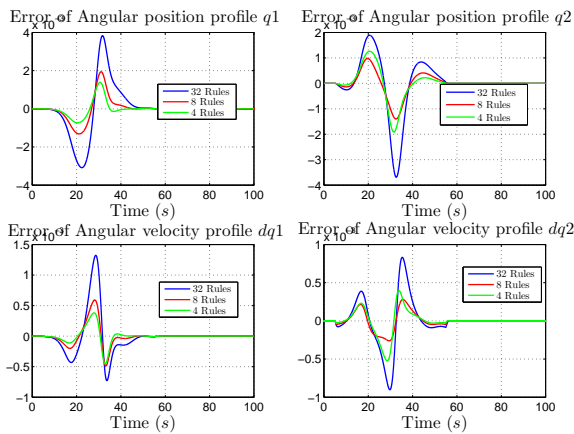 Error of Angular position profile q1
4
2
0
−2
−4
0 20 40 60 80 100
Time (s)
32 Rules
8 Rules
4 Rules
Error of Angular position profile q2
2
1
0
−1
−2
−3
−4
0 20 40 60 80 100
Time (s)
32 Rules
8 Rules
4 Rules
Error of Angular velocity profile dq1
1.5
1
0.5
0
−0.5
−1
0 20 40 60 80 100
Time (s)
32 Rules
8 Rules
4 Rules
Error of Angular velocity profile dq2
1
0.5
0
−0.5
−1
0 20 40 60 80 100
Time (s)
32 Rules
8 Rules
4 Rules